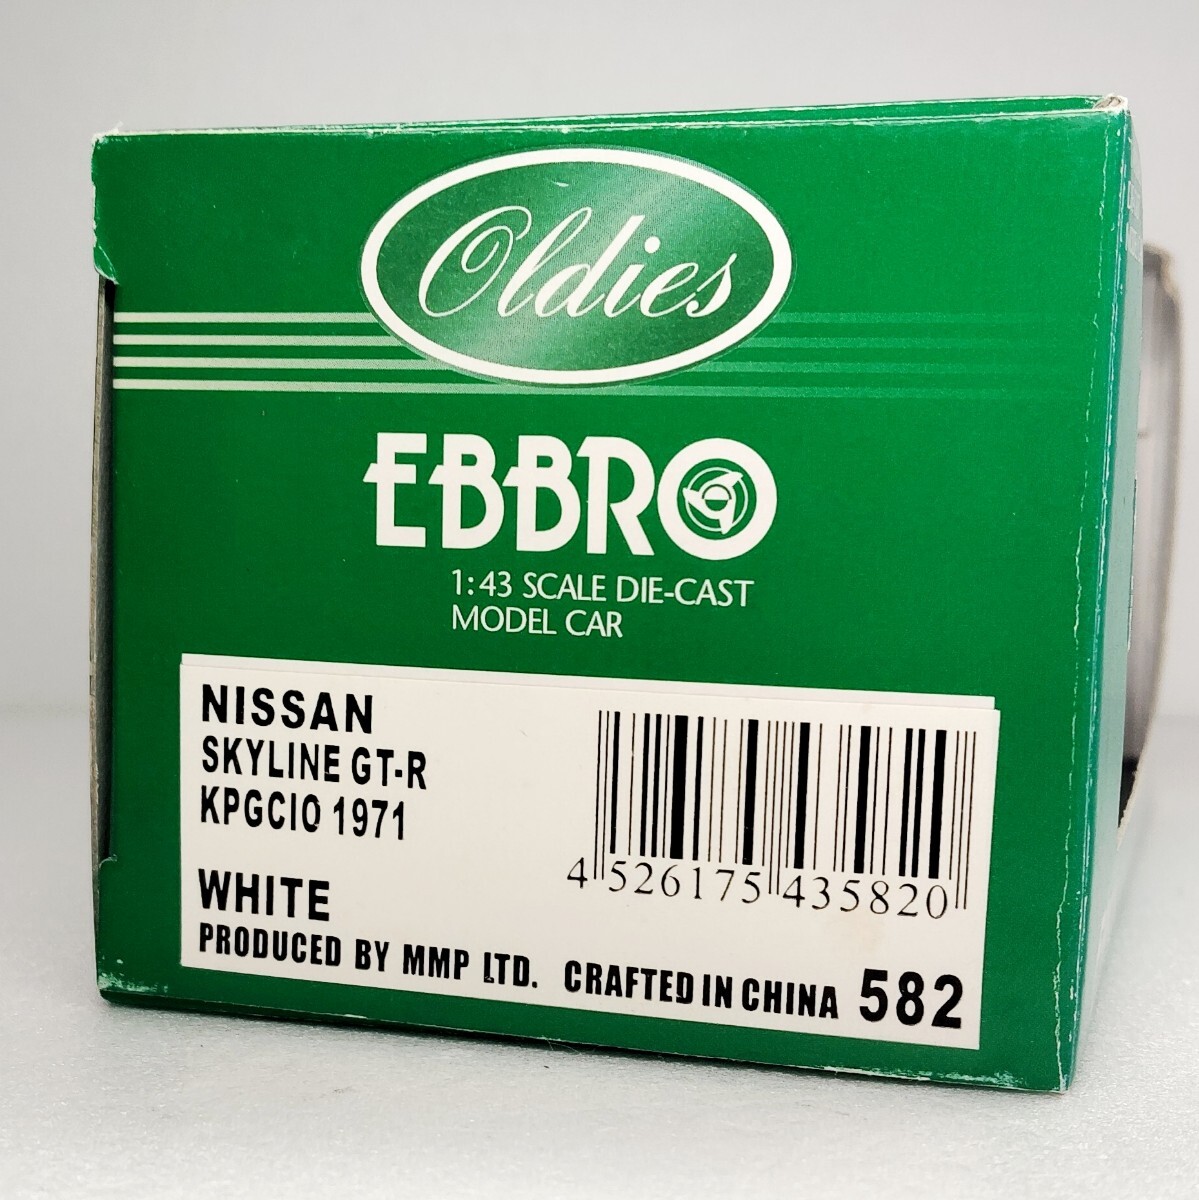 Oldies
EBBRO
1:43 SCALE DIE-CAST
MODEL CAR
NISSAN
SKYLINE GT-R
KPGC10 1971
WHITE
PRODUCED BY MMP LTD. CRAFTED IN CHINA 582
4 526175 435820